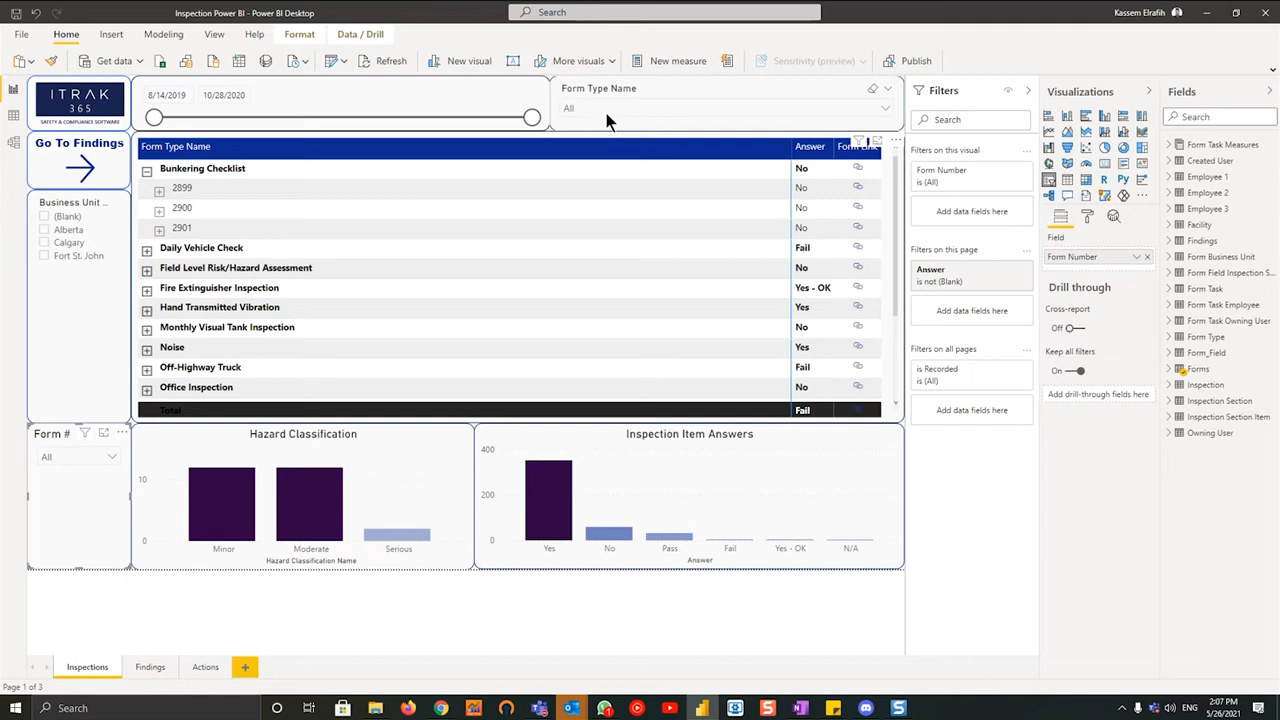 Inspection Power BI - Power BI Desktop
Search
Kassem Elrafih
File Home Insert Modeling View Help Format Data / Drill
Get data Refresh New visual More visuals New measure Sensitivity (preview) Publish
ITRAK
365
SAFETY & COMPLIANCE SOFTWARE
8/14/2019 10/28/2020
Form Type Name
All
Go To Findings
Business Unit ...
(Blank)
Alberta
Calgary
Fort St. John
Form Type Name Answer Form Link
Bunkering Checklist No
2899 No
2900 No
2901 No
Daily Vehicle Check Fail
Field Level Risk/Hazard Assessment No
Fire Extinguisher Inspection Yes - OK
Hand Transmitted Vibration Yes
Monthly Visual Tank Inspection No
Noise Yes
Off-Highway Truck Fail
Office Inspection No
Total Fail
Form #
All
Hazard Classification
10
0
Minor Moderate Serious
Hazard Classification Name
Inspection Item Answers
400
200
0
Yes No Pass Fail Yes - OK N/A
Answer
Filters
Search
Filters on this visual
Form Number
is (All)
Add data fields here
Filters on this page
Answer
is not (Blank)
Add data fields here
Filters on all pages
is Recorded
is (All)
Add data fields here
Visualizations
Field
Form Number
Drill through
Cross-report
Off
Keep all filters
On
Add drill-through fields here
Fields
Search
Form Task Measures
Created User
Employee 1
Employee 2
Employee 3
Facility
Findings
Form Business Unit
Form Field Inspection S...
Form Task
Form Task Employee
Form Task Owning User
Form Type
Form_Field
Forms
Inspection
Inspection Section
Inspection Section Item
Owning User
Inspections Findings Actions
Page 1 of 3
Search
ENG
2:07 PM
5/26/2021